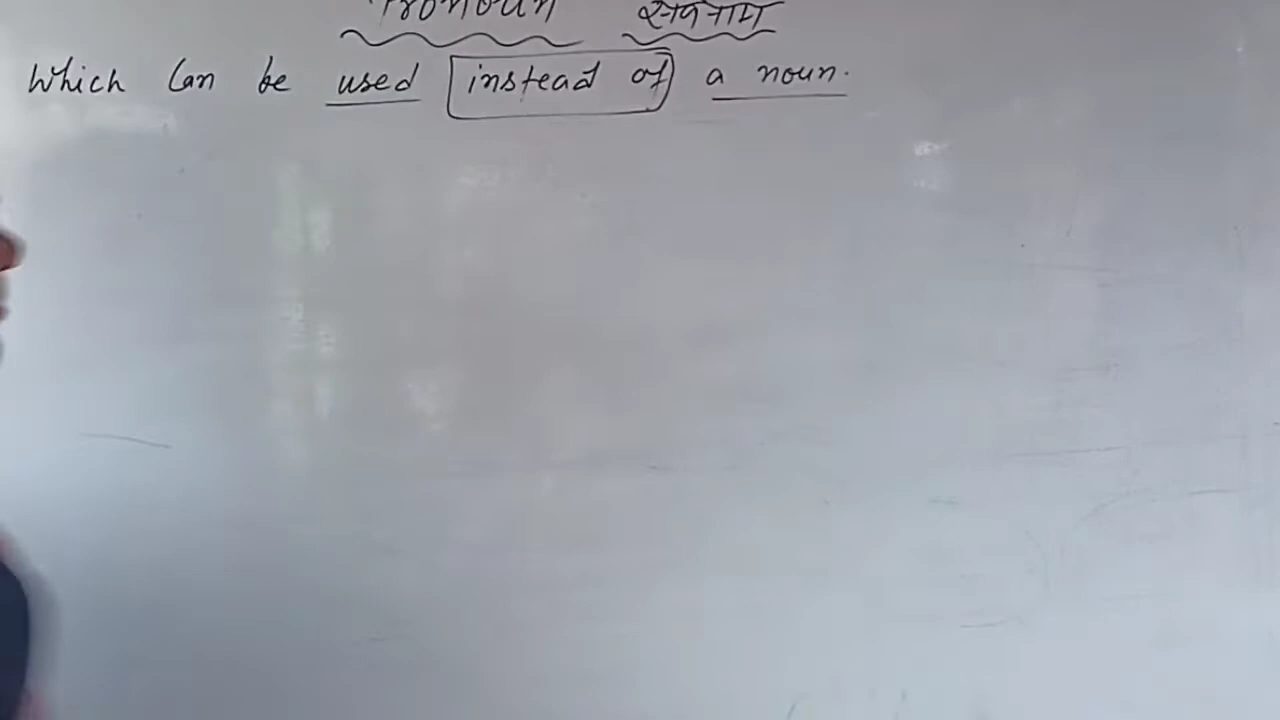 Pronoun सर्वनाम
Which Can be used instead of a noun.